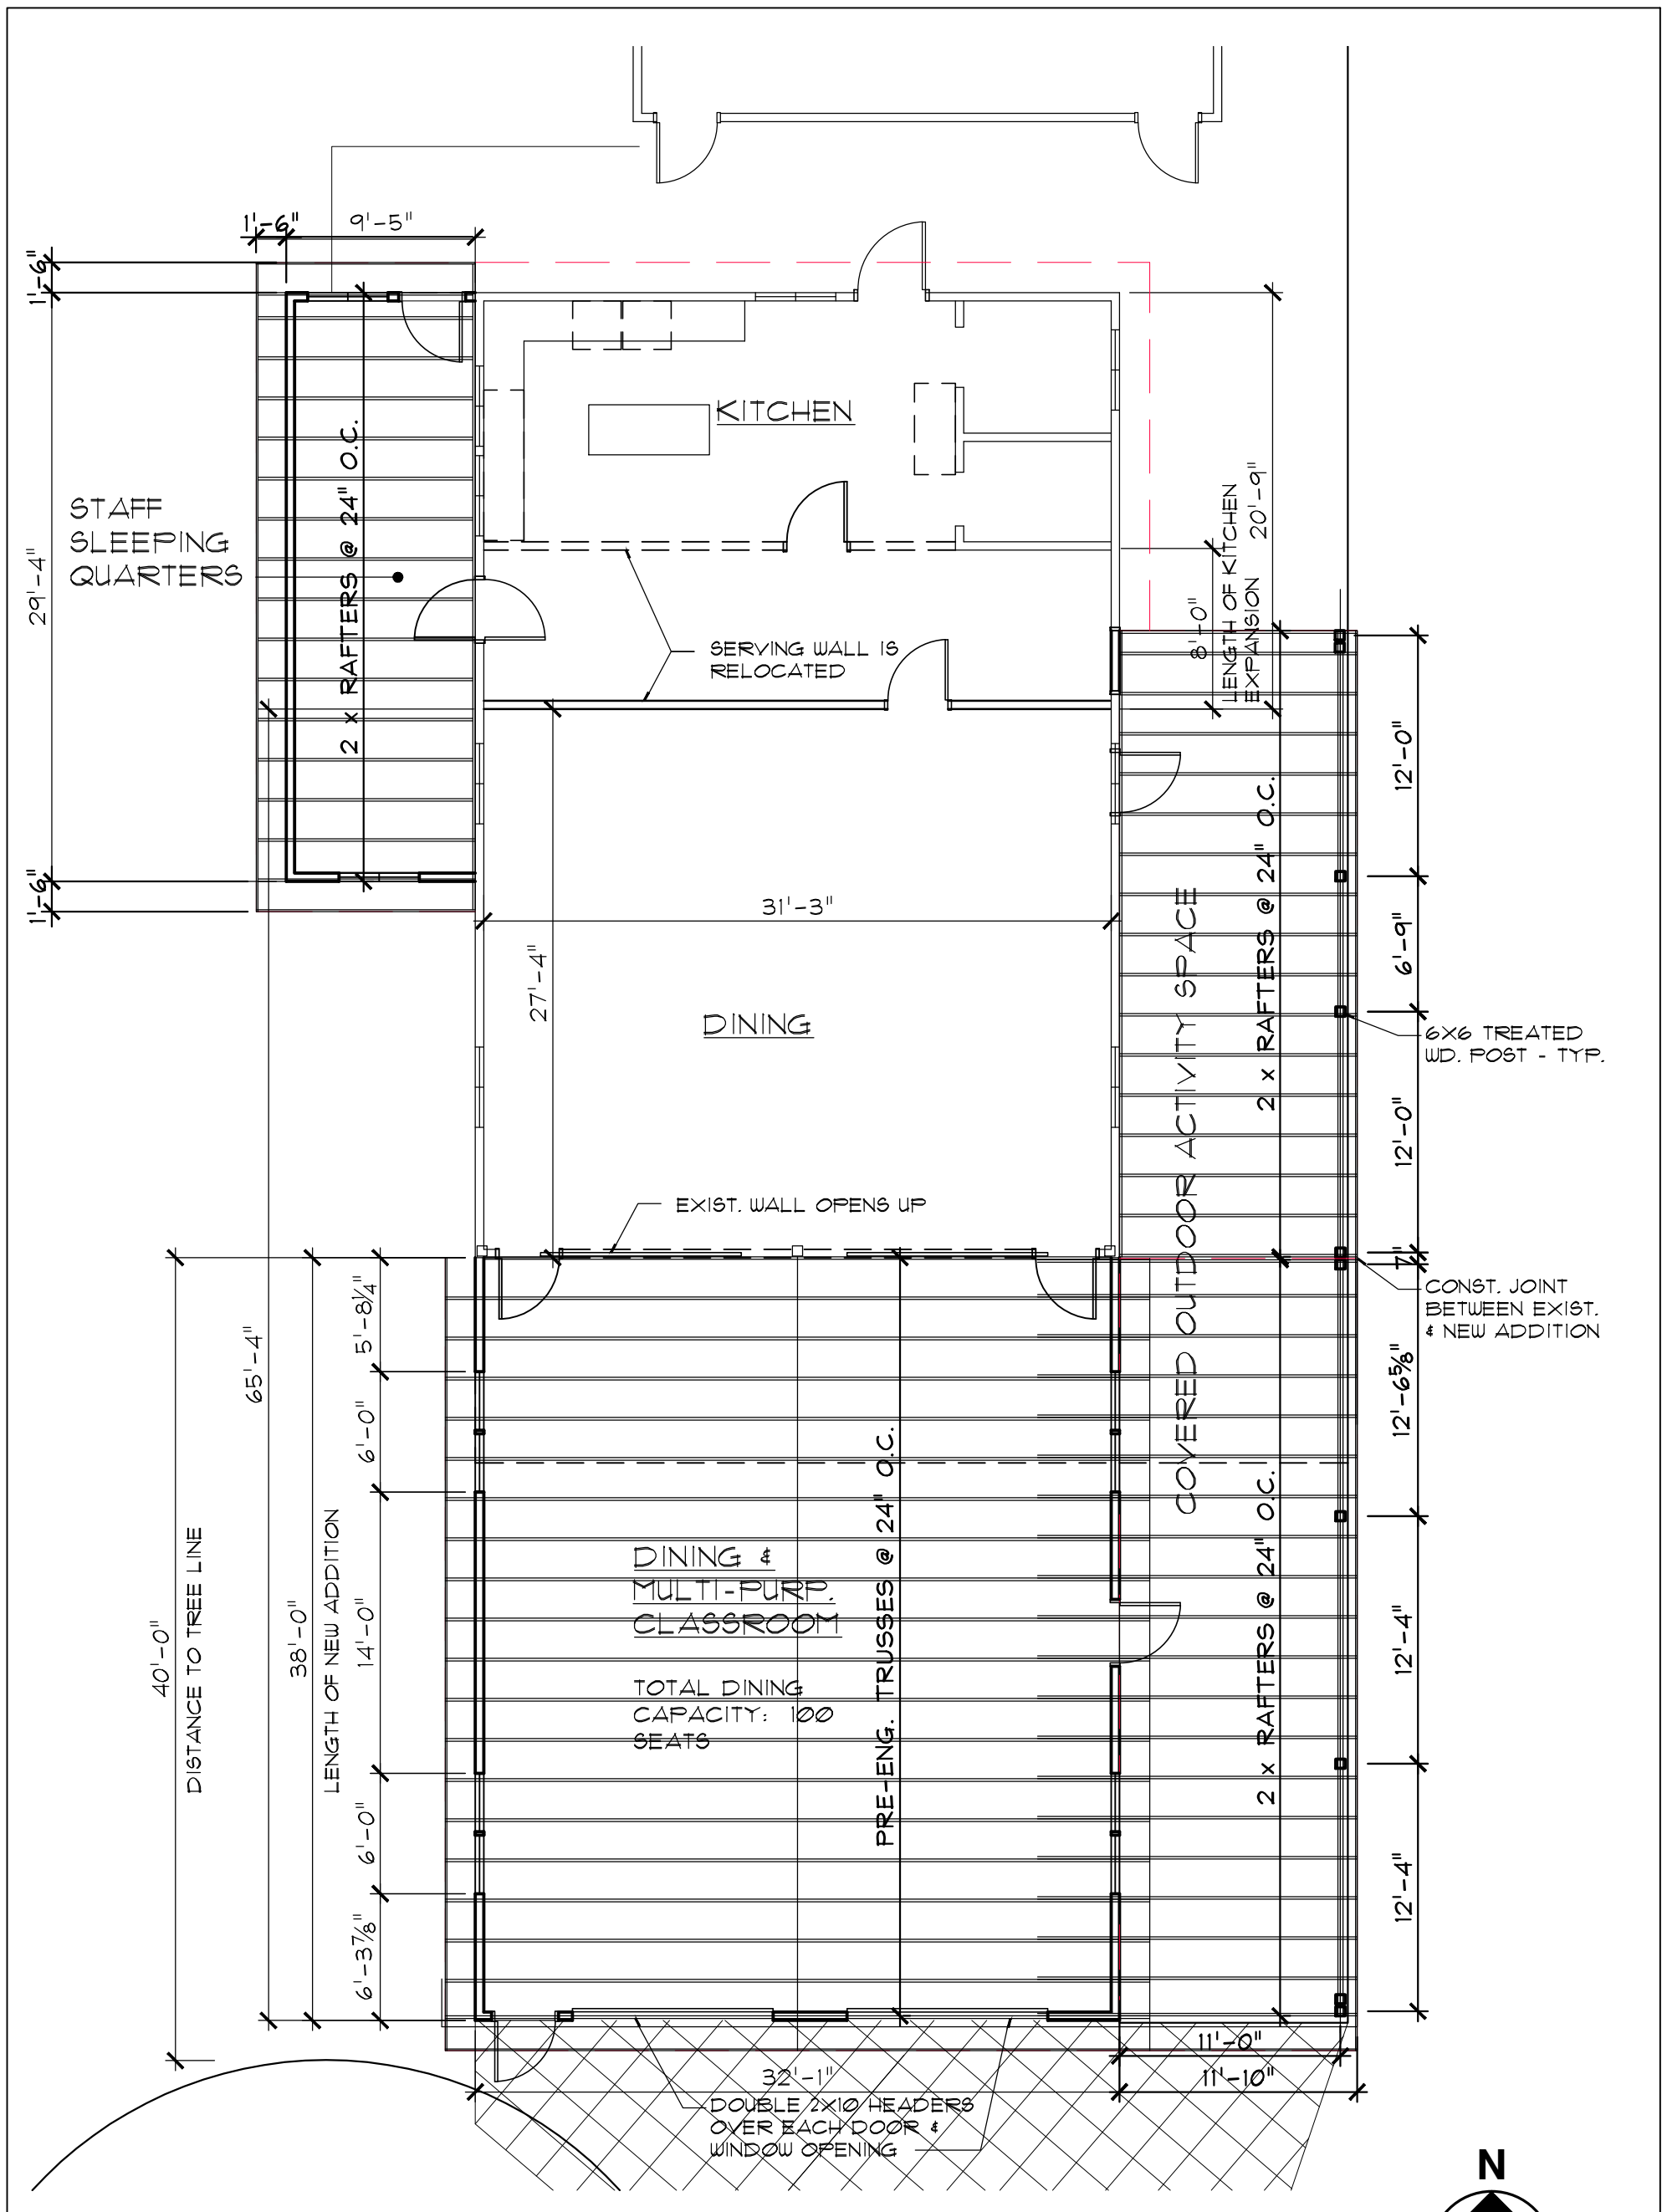 1'-6"
9'-5"
1'-6"
KITCHEN
STAFF
SLEEPING
QUARTERS
29'-4"
2 x RAFTERS @ 24" O.C.
20'-9"
8'-0"
LENGTH OF KITCHEN
EXPANSION
SERVING WALL IS
RELOCATED
12'-0"
1'-6"
31'-3"
27'-4"
6'-9"
DINING
COVERED OUTDOOR ACTIVITY SPACE
2 x RAFTERS @ 24" O.C.
6X6 TREATED
WD. POST - TYP.
12'-0"
EXIST. WALL OPENS UP
7"
CONST. JOINT
BETWEEN EXIST.
& NEW ADDITION
5'-8¼"
65'-4"
12'-6⅝"
6'-0"
DINING &
MULTI-PURP.
CLASSROOM
TOTAL DINING
CAPACITY: 100
SEATS
PRE-ENG. TRUSSES @ 24" O.C.
2 x RAFTERS @ 24" O.C.
40'-0"
DISTANCE TO TREE LINE
38'-0"
LENGTH OF NEW ADDITION
14'-0"
12'-4"
6'-0"
12'-4"
6'-3⅞"
11'-0"
32'-1"
11'-10"
DOUBLE 2X10 HEADERS
OVER EACH DOOR &
WINDOW OPENING
N